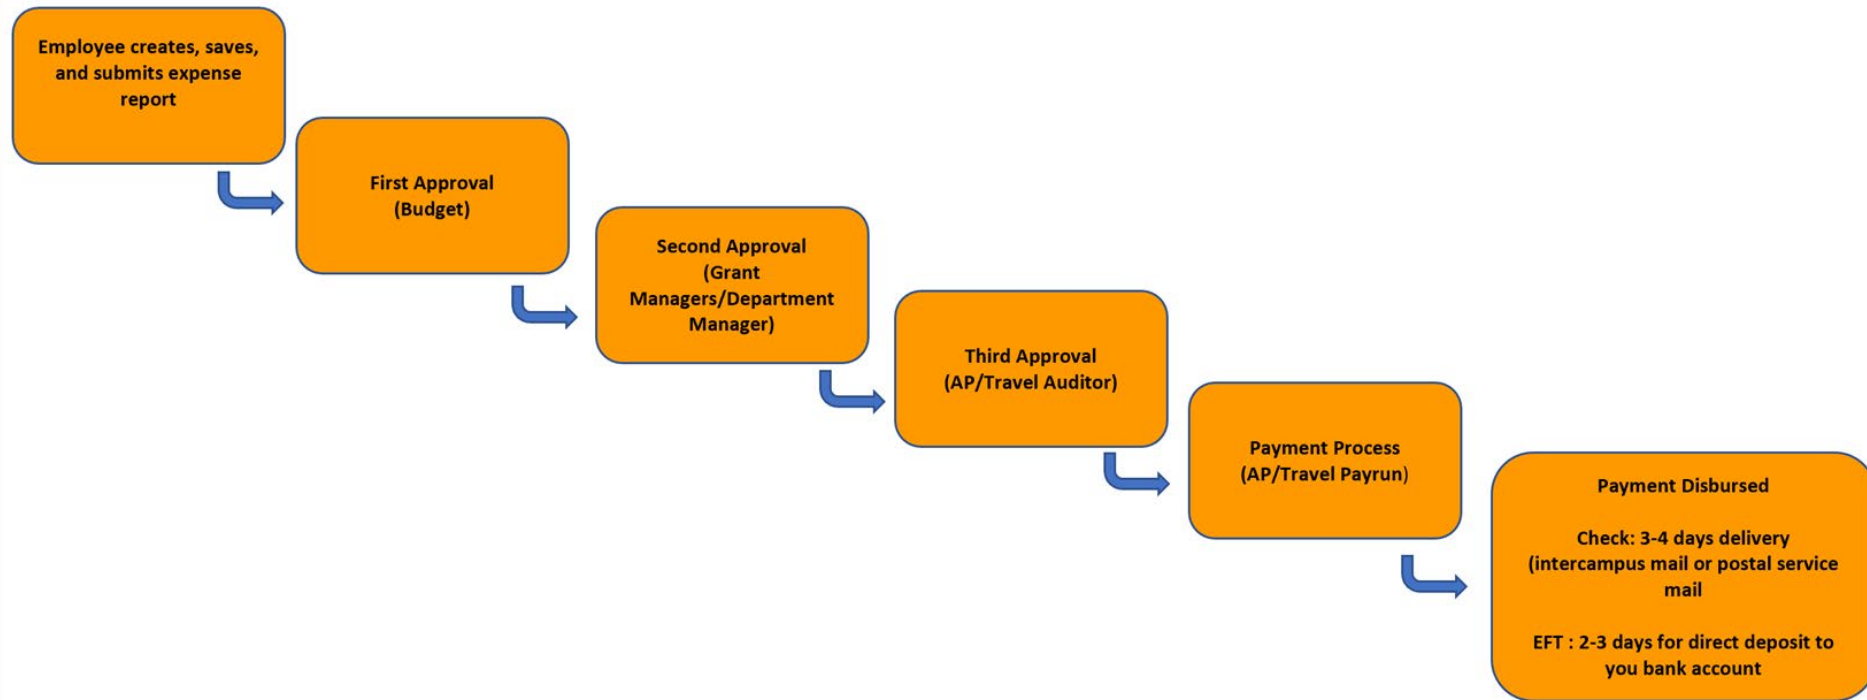 Employee creates, saves,
and submits expense
report
First Approval
(Budget)
Second Approval
(Grant
Managers/Department
Manager)
Third Approval
(AP/Travel Auditor)
Payment Process
(AP/Travel Payrun)
Payment Disbursed
Check: 3-4 days delivery
(intercampus mail or postal service
mail
EFT : 2-3 days for direct deposit to
you bank account